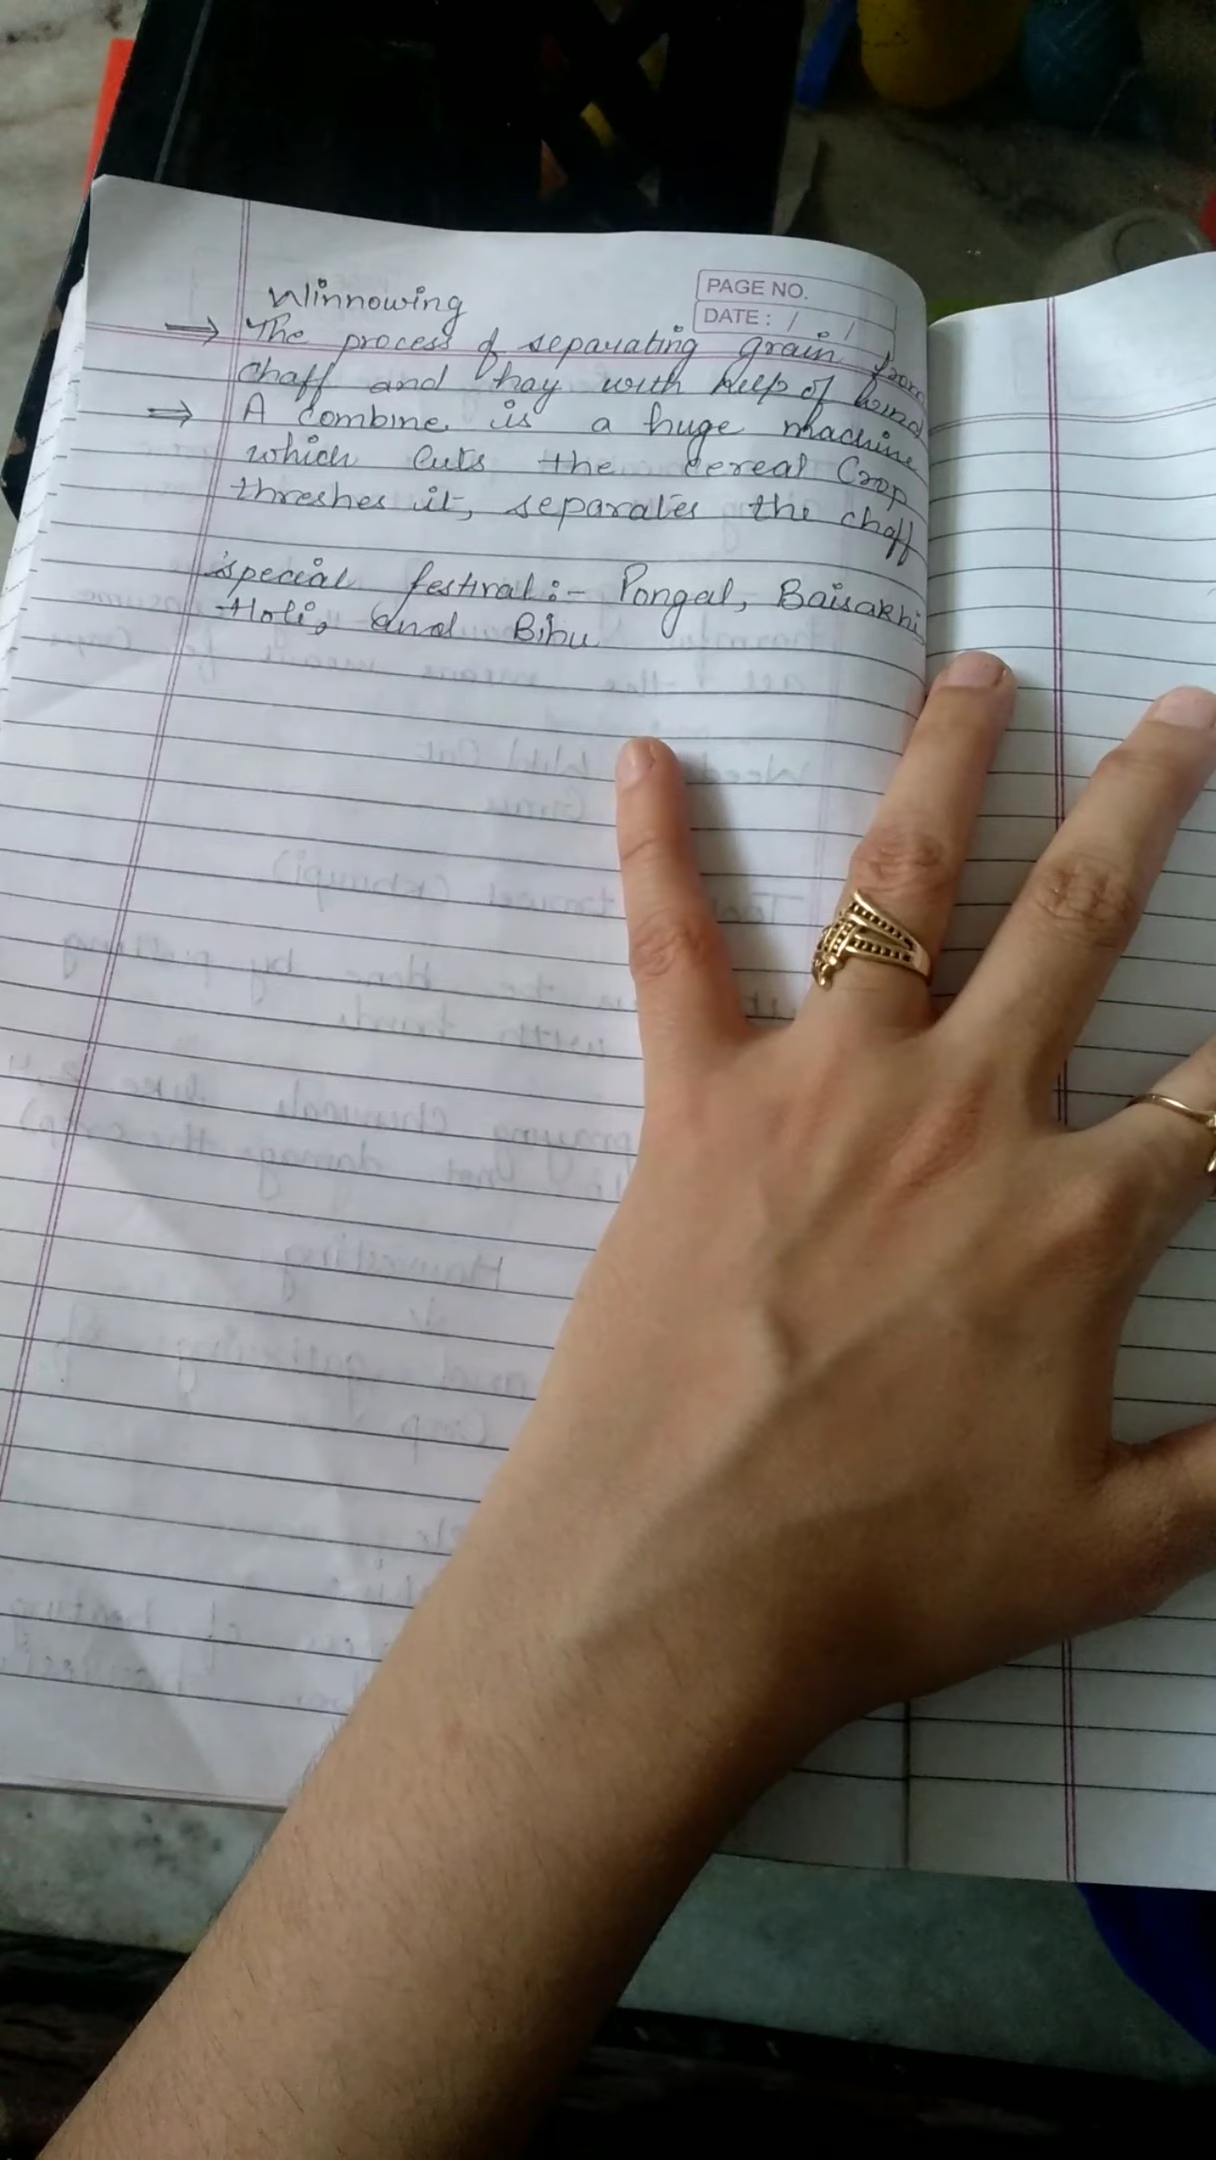 Winnowing
PAGE NO.
DATE: / /
⇒ The process of separating grain from
chaff and hay with help of wind
⇒ A combine is a huge machine
which cuts the cereal Crop
threshes it, separates the chaff
special festival:- Pongal, Baisakhi
Holi, and Bihu